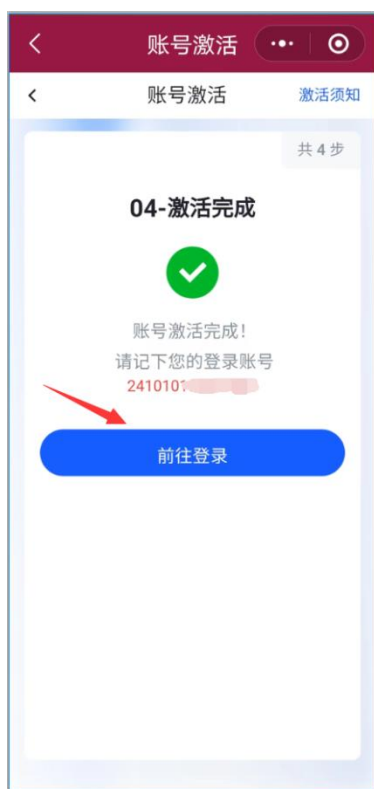 账号激活
账号激活
激活须知
共4步
04-激活完成
账号激活完成！
请记下您的登录账号
2410101
前往登录